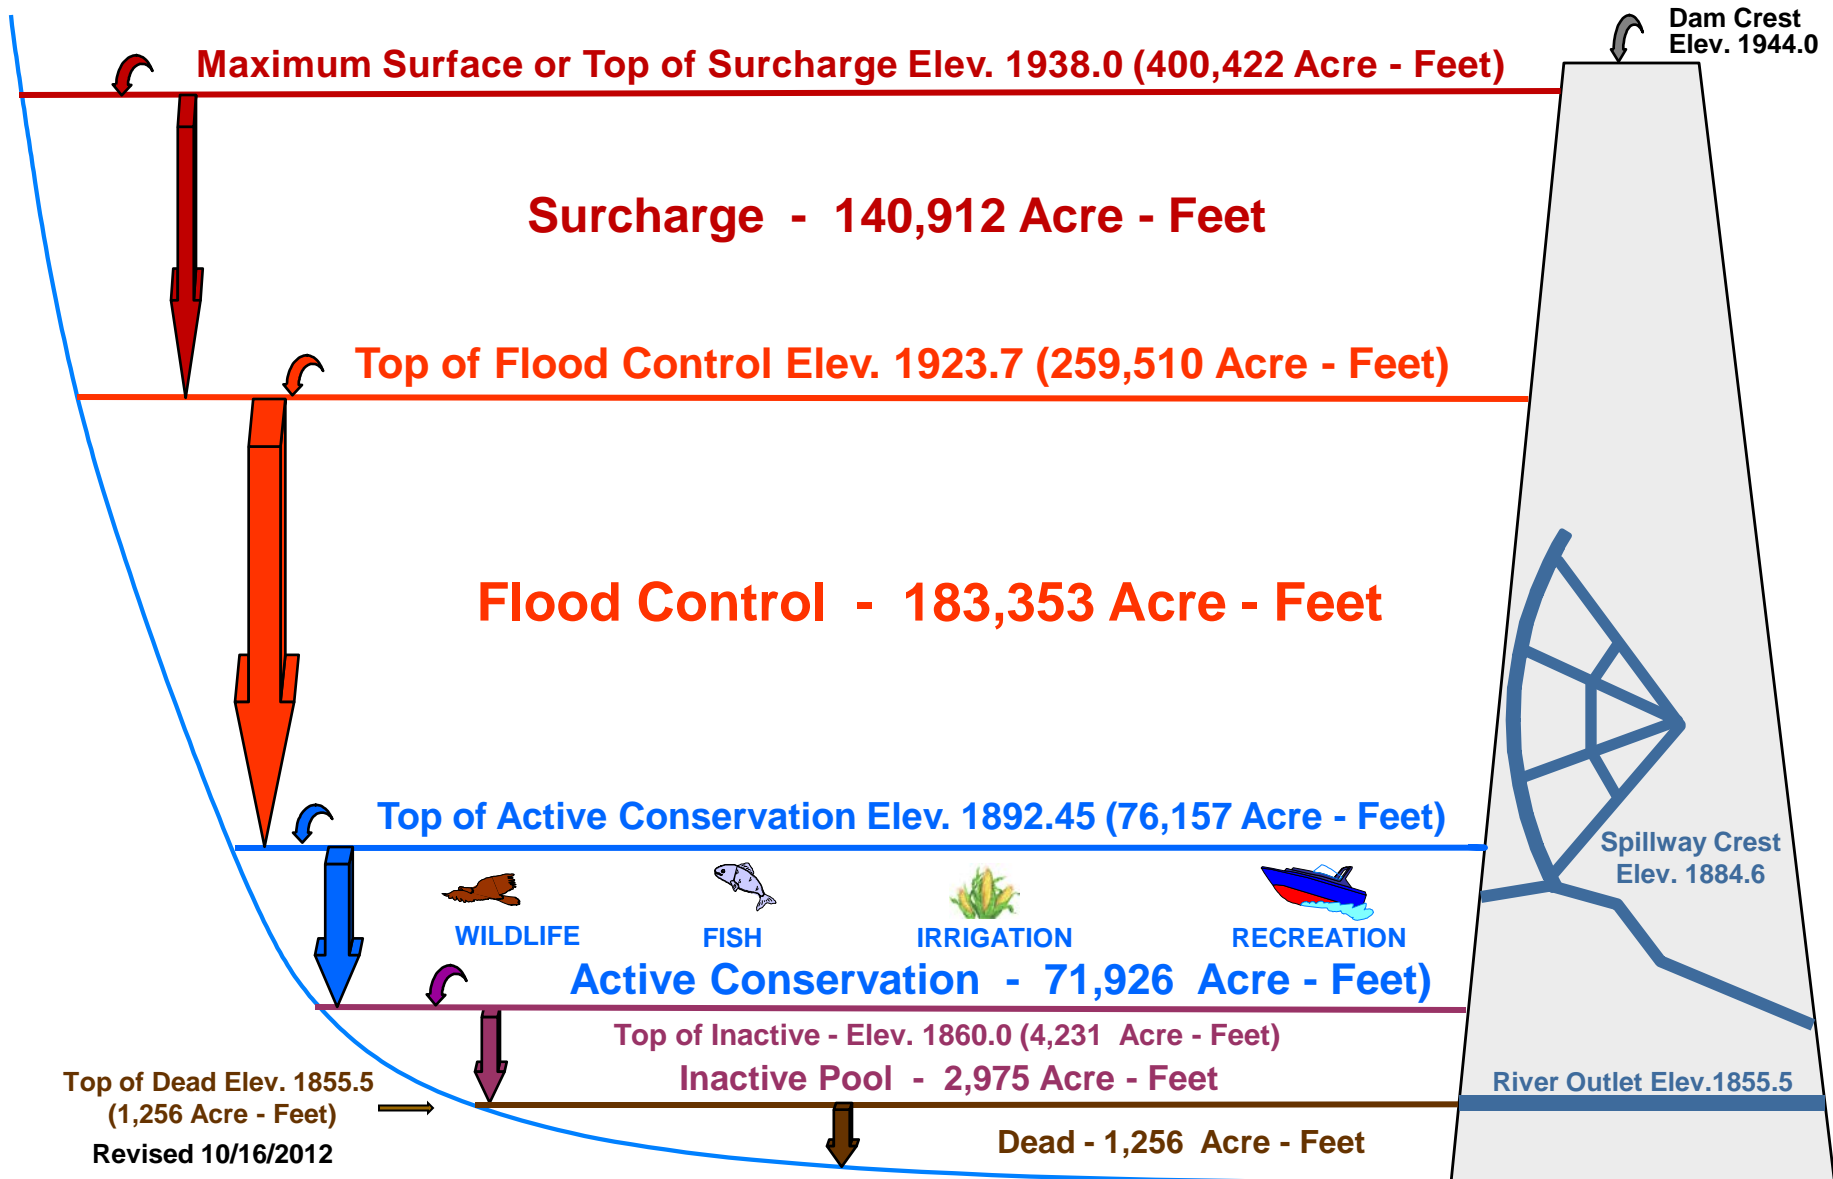 Dam Crest
Elev. 1944.0
Maximum Surface or Top of Surcharge Elev. 1938.0 (400,422 Acre - Feet)
Surcharge - 140,912 Acre - Feet
Top of Flood Control Elev. 1923.7 (259,510 Acre - Feet)
Flood Control - 183,353 Acre - Feet
Top of Active Conservation Elev. 1892.45 (76,157 Acre - Feet)
Spillway Crest
Elev. 1884.6
WILDLIFE FISH IRRIGATION RECREATION
Active Conservation - 71,926 Acre - Feet)
Top of Inactive - Elev. 1860.0 (4,231 Acre - Feet)
Inactive Pool - 2,975 Acre - Feet
River Outlet Elev.1855.5
Top of Dead Elev. 1855.5
(1,256 Acre - Feet)
Dead - 1,256 Acre - Feet
Revised 10/16/2012